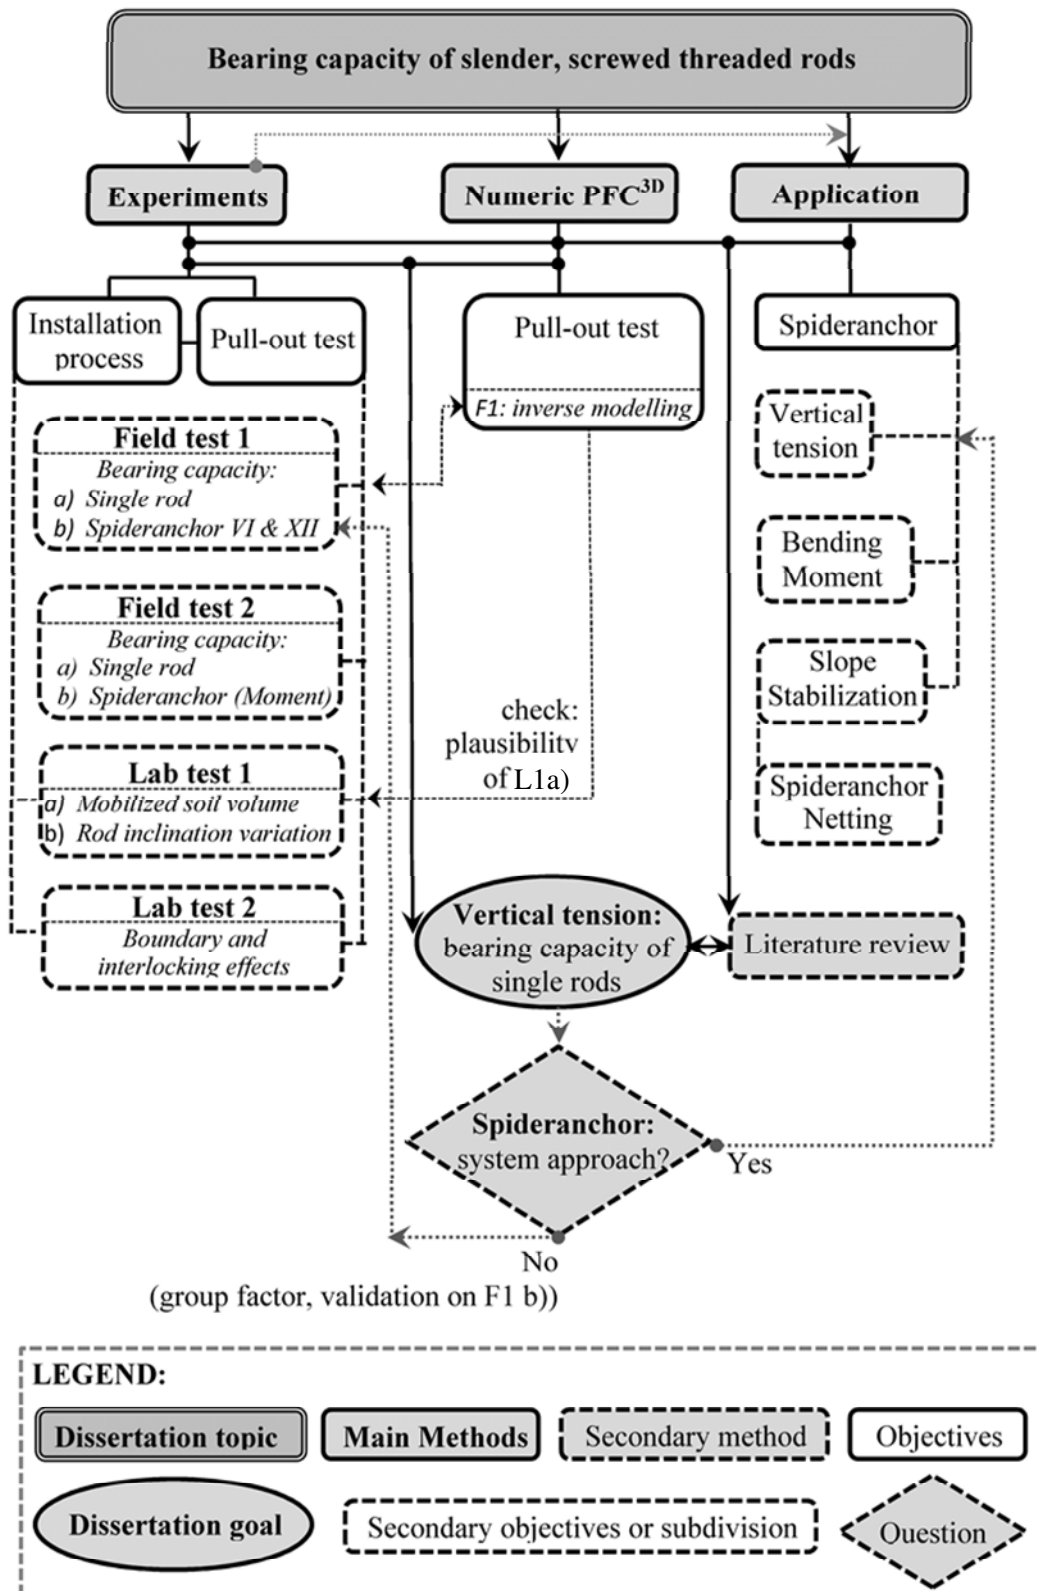 Bearing capacity of slender, screwed threaded rods
Experiments
Numeric PFC3D
Application
Installation
process
Pull-out test
Pull-out test
F1: inverse modelling
Spideranchor
Field test 1
Bearing capacity:
a) Single rod
b) Spideranchor VI & XII
Vertical
tension
Bending
Moment
Field test 2
Bearing capacity:
a) Single rod
b) Spideranchor (Moment)
Slope
Stabilization
check:
plausibility
of L1a)
Lab test 1
a) Mobilized soil volume
b) Rod inclination variation
Spideranchor
Netting
Lab test 2
Boundary and
interlocking effects
Vertical tension:
bearing capacity of
single rods
Literature review
Spideranchor:
system approach?
Yes
No
(group factor, validation on F1 b))
LEGEND:
Dissertation topic
Main Methods
Secondary method
Objectives
Dissertation goal
Secondary objectives or subdivision
Question